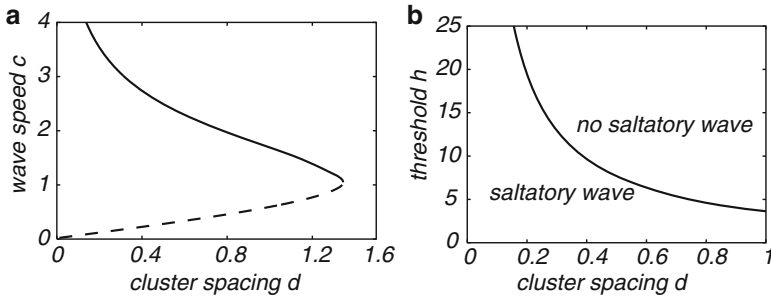 a
4
3
2
1
0
wave speed c
0 0.4 0.8 1.2 1.6
cluster spacing d
b
25
20
15
10
5
0
threshold h
no saltatory wave
saltatory wave
0 0.2 0.4 0.6 0.8 1
cluster spacing d